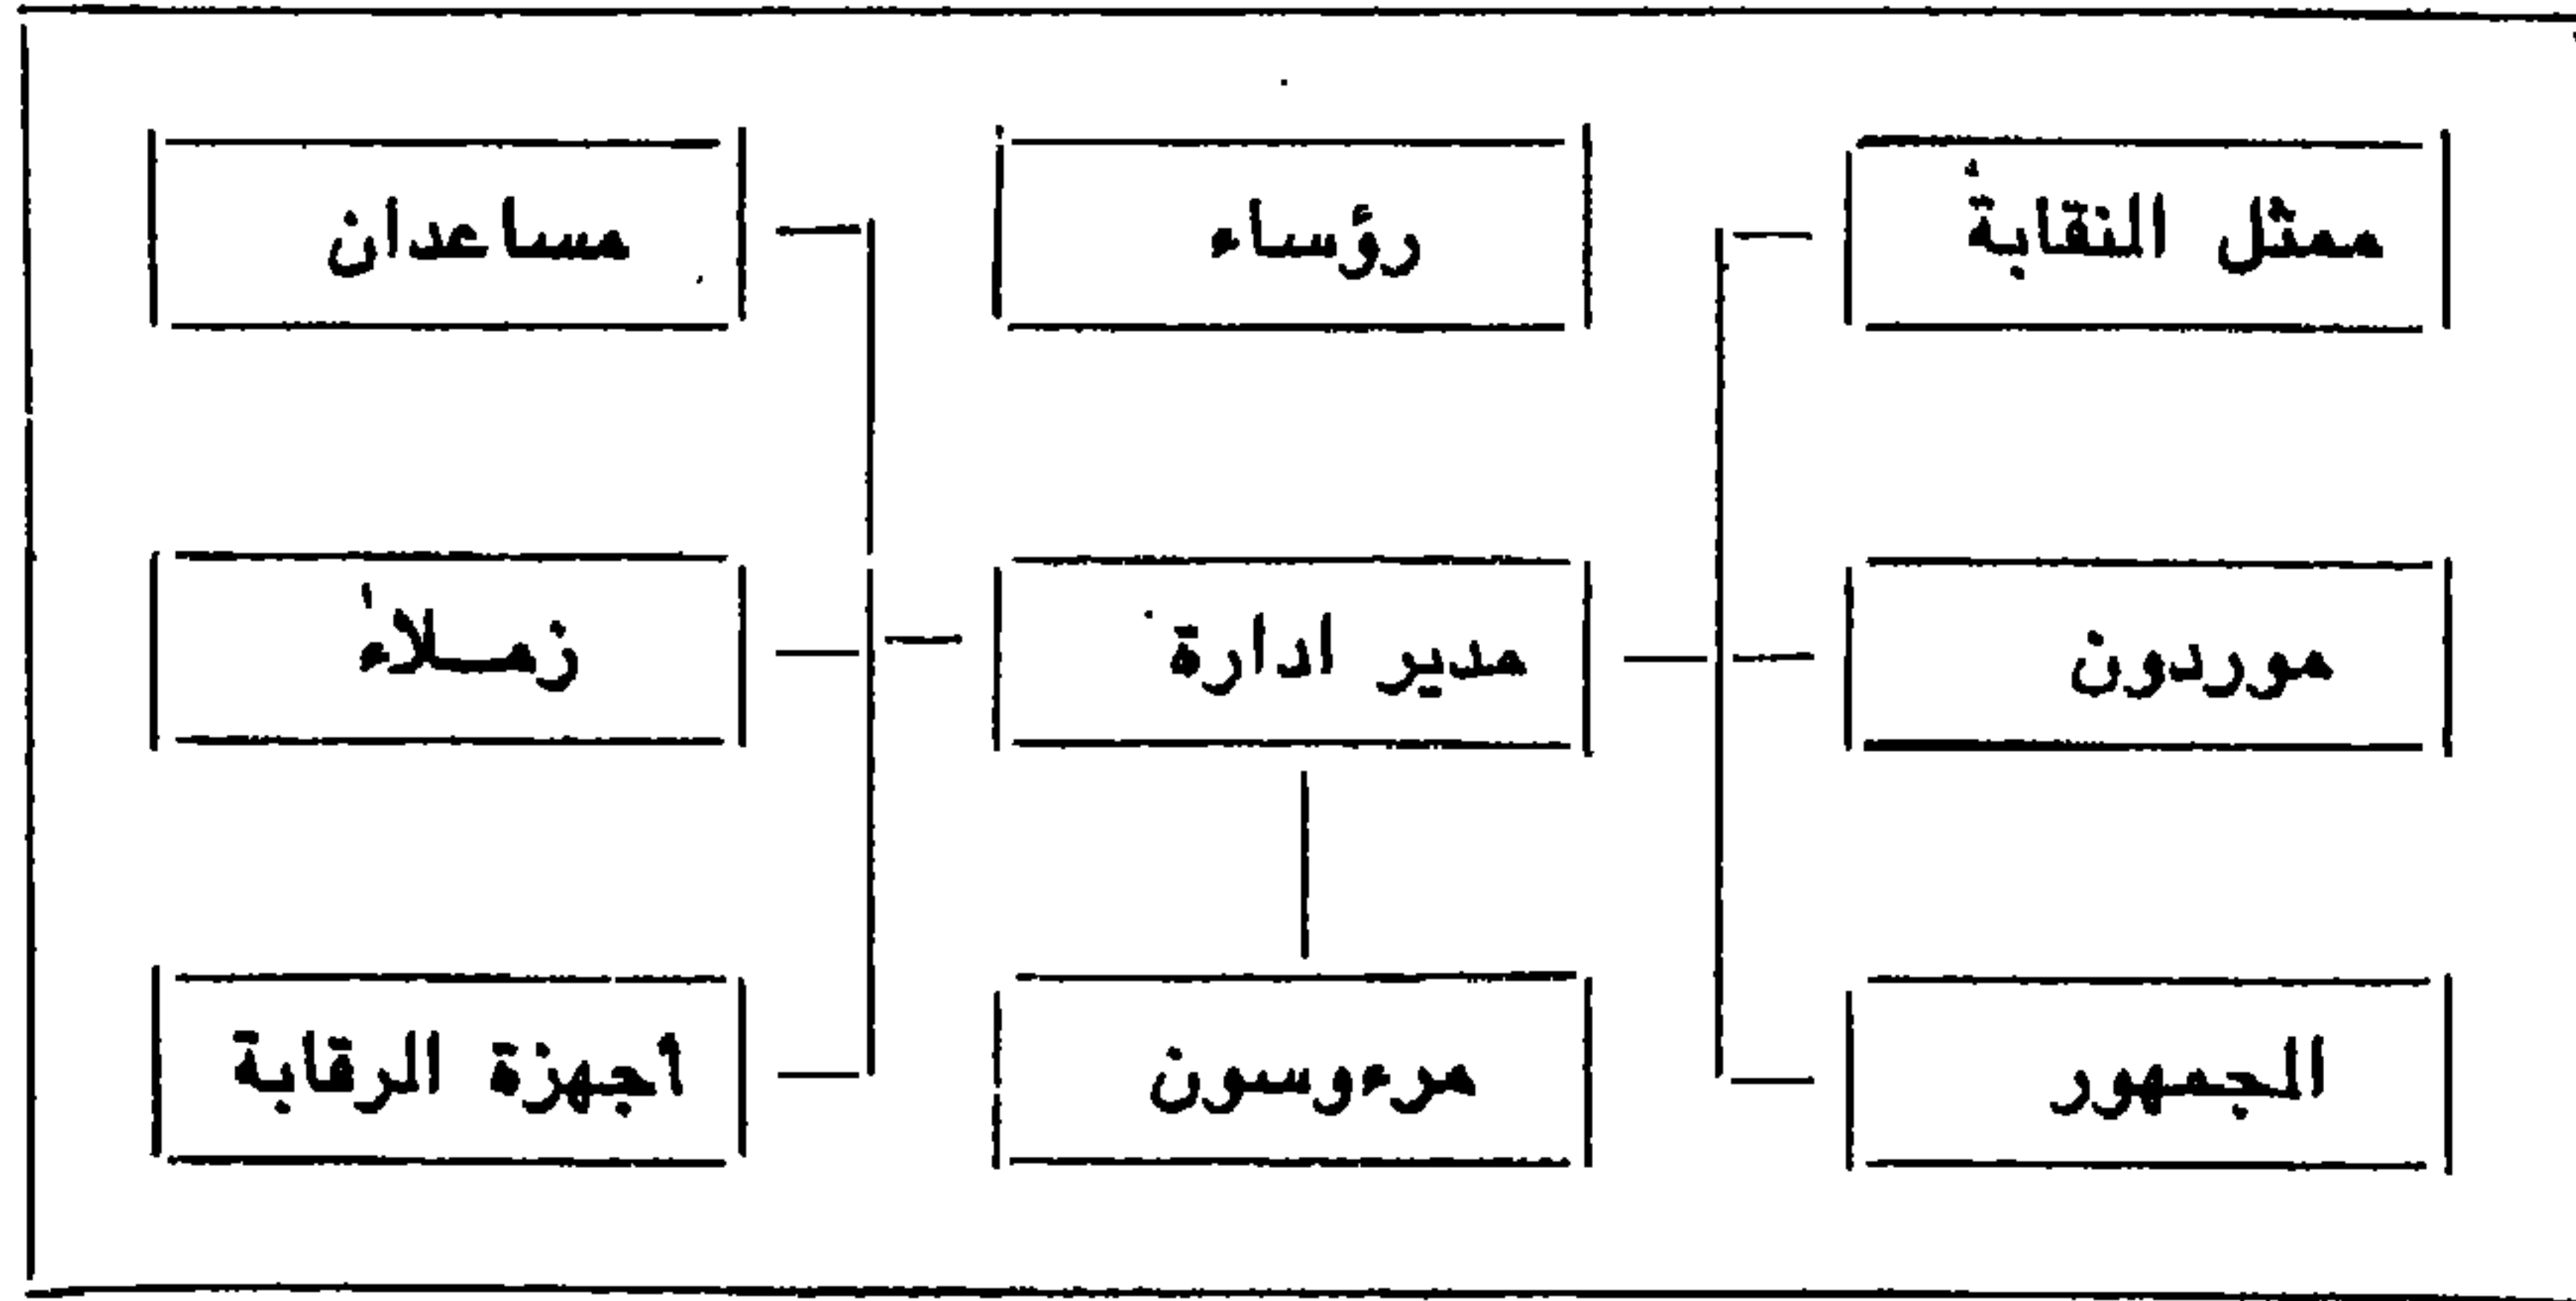 ممثل النقابة
رؤساء
مساعدان
موردون
مدير ادارة
زملاء
الجمهور
مرءوسون
أجهزة الرقابة